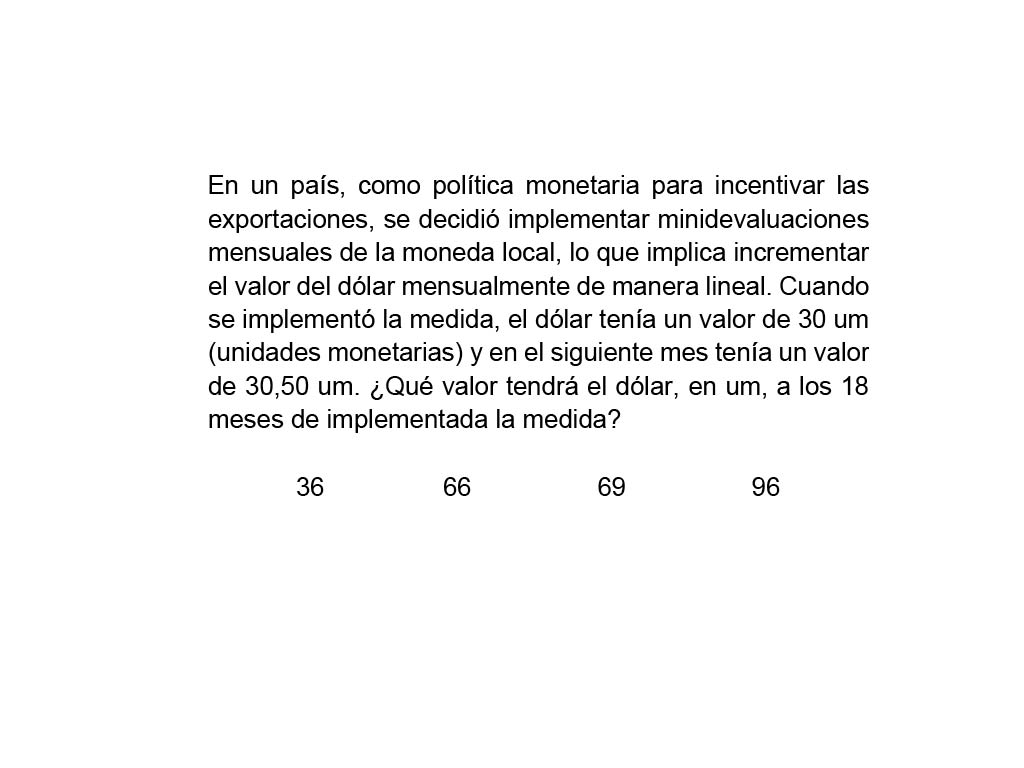 En un país, como política monetaria para incentivar las
exportaciones, se decidió implementar minidevaluaciones
mensuales de la moneda local, lo que implica incrementar
el valor del dólar mensualmente de manera lineal. Cuando
se implementó la medida, el dólar tenía un valor de 30 um
(unidades monetarias) y en el siguiente mes tenía un valor
de 30,50 um. ¿Qué valor tendrá el dólar, en um, a los 18
meses de implementada la medida?
36 66 69 96